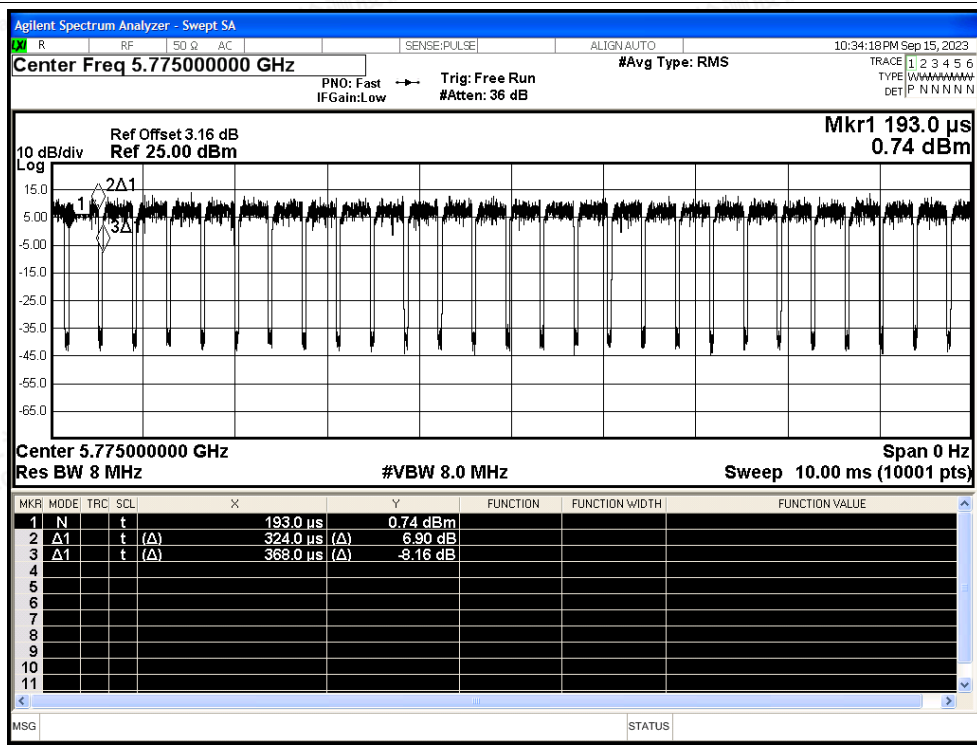 Agilent Spectrum Analyzer - Swept SA
LXI R RF 50 Ω AC SENSE:PULSE ALIGN AUTO 10:34:18 PM Sep 15, 2023
Center Freq 5.775000000 GHz
#Avg Type: RMS
TRACE 1 2 3 4 5 6
PNO: Fast
Trig: Free Run
TYPE
IFGain:Low
#Atten: 36 dB
DET P N N N N N
Mkr1 193.0 µs
0.74 dBm
Ref Offset 3.16 dB
10 dB/div Ref 25.00 dBm
Log
15.0
2Δ1
1
5.00
-5.00
-15.0
-25.0
-35.0
-45.0
-55.0
-65.0
Center 5.775000000 GHz Span 0 Hz
Res BW 8 MHz #VBW 8.0 MHz Sweep 10.00 ms (10001 pts)
MKR MODE TRC SCL X Y FUNCTION FUNCTION WIDTH FUNCTION VALUE
1 N t 193.0 µs 0.74 dBm
2 Δ1 t (Δ) 324.0 µs (Δ) 6.90 dB
3 Δ1 t (Δ) 368.0 µs (Δ) -8.16 dB
4
5
6
7
8
9
10
11
MSG STATUS